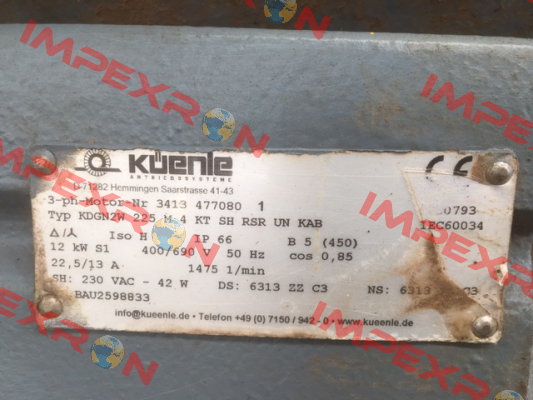 IMPEXRON
KÜENLE
ANTRIEBSSYSTEME
D-71282 Hemmingen Saarstrasse 41-43
CE
3-ph-Motor-Nr 3413 477080 1
0793
Typ KDGN2W 225 M 4 KT SH RSR UN KAB
IEC60034
Δ/⅄ Iso H IP 66 B 5 (450)
12 kW S1 400/690 V 50 Hz cos 0,85
22,5/13 A 1475 1/min
SH: 230 VAC - 42 W DS: 6313 ZZ C3 NS: 6313 C3
BAU2598833
info@kueenle.de • Telefon +49 (0) 7150 / 942 - 0 • www.kueenle.de